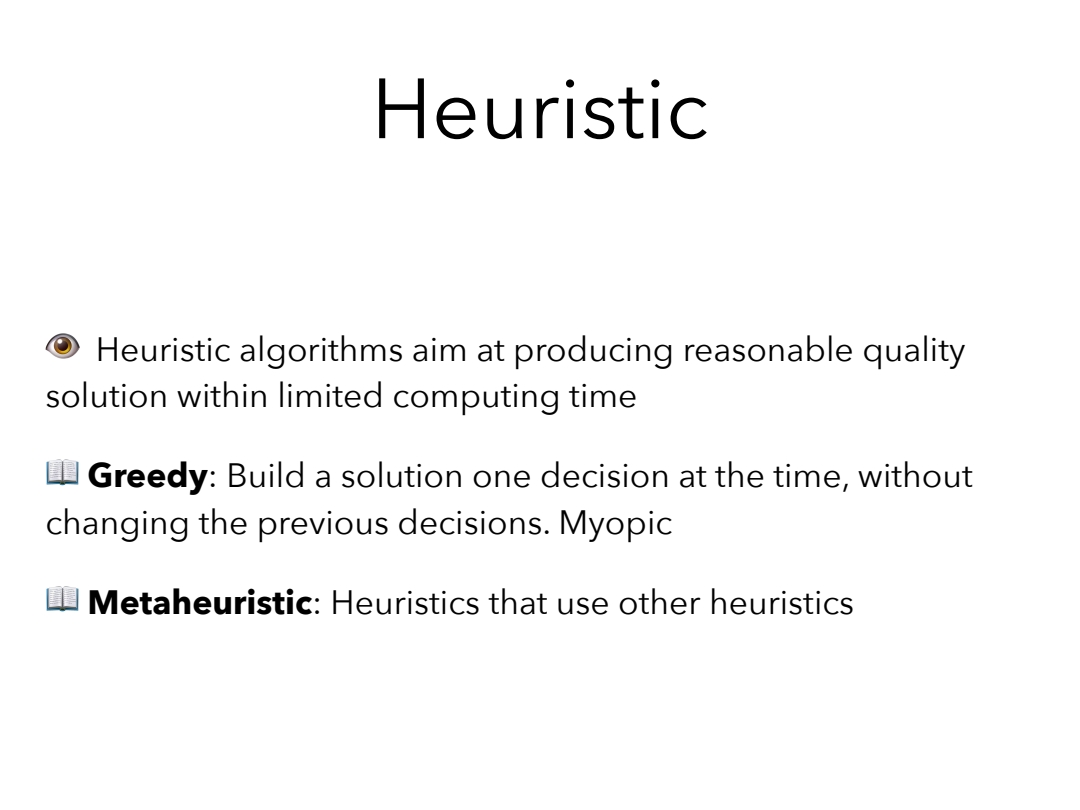 Heuristic
👁 Heuristic algorithms aim at producing reasonable quality
solution within limited computing time
📖 Greedy: Build a solution one decision at the time, without
changing the previous decisions. Myopic
📖 Metaheuristic: Heuristics that use other heuristics